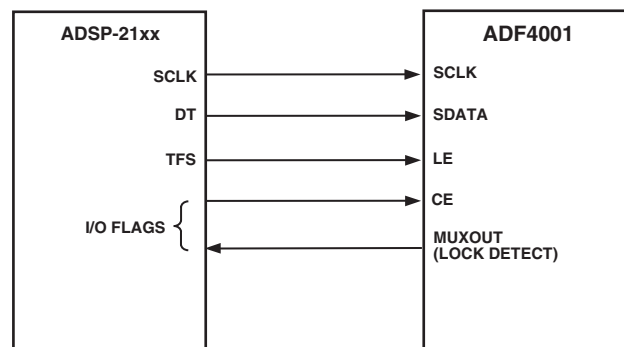 ADSP-21xx
ADF4001
SCLK
SCLK
DT
SDATA
TFS
LE
CE
I/O FLAGS
MUXOUT
(LOCK DETECT)